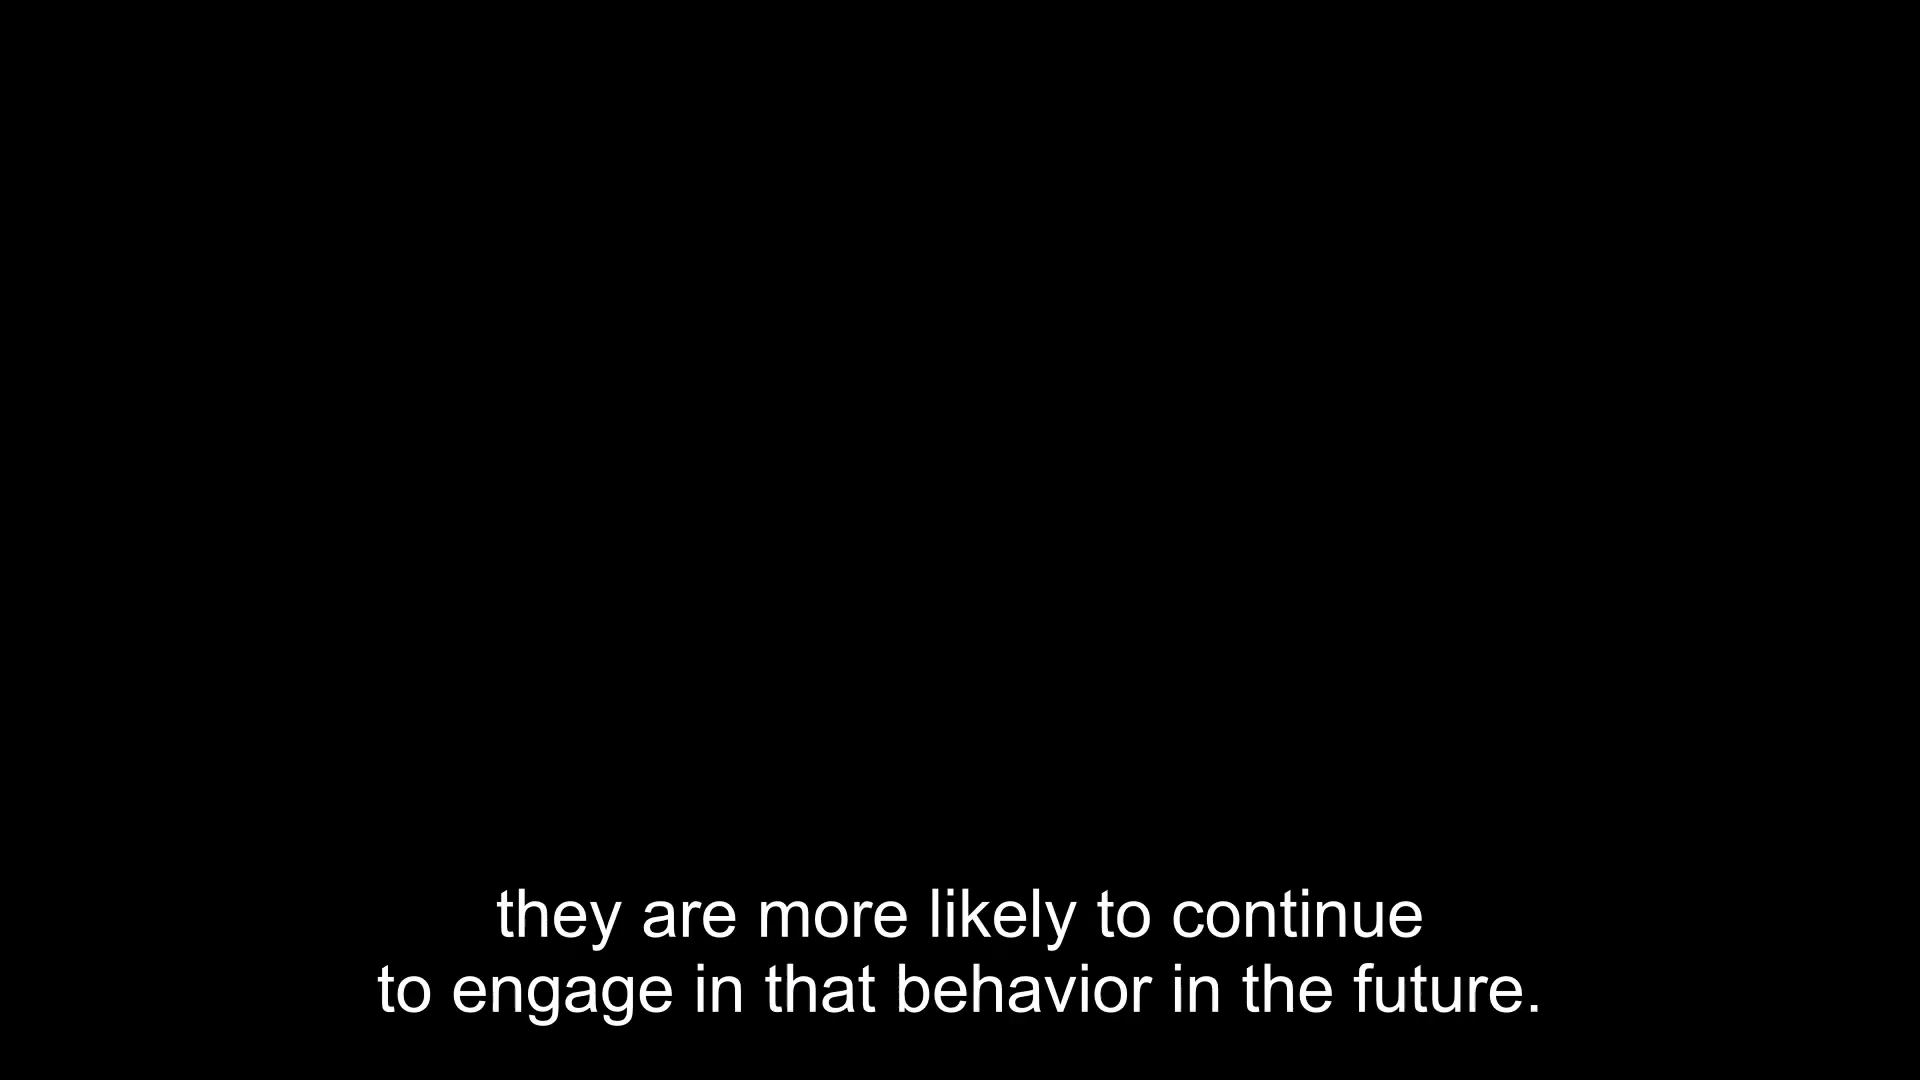 they are more likely to continue
to engage in that behavior in the future.